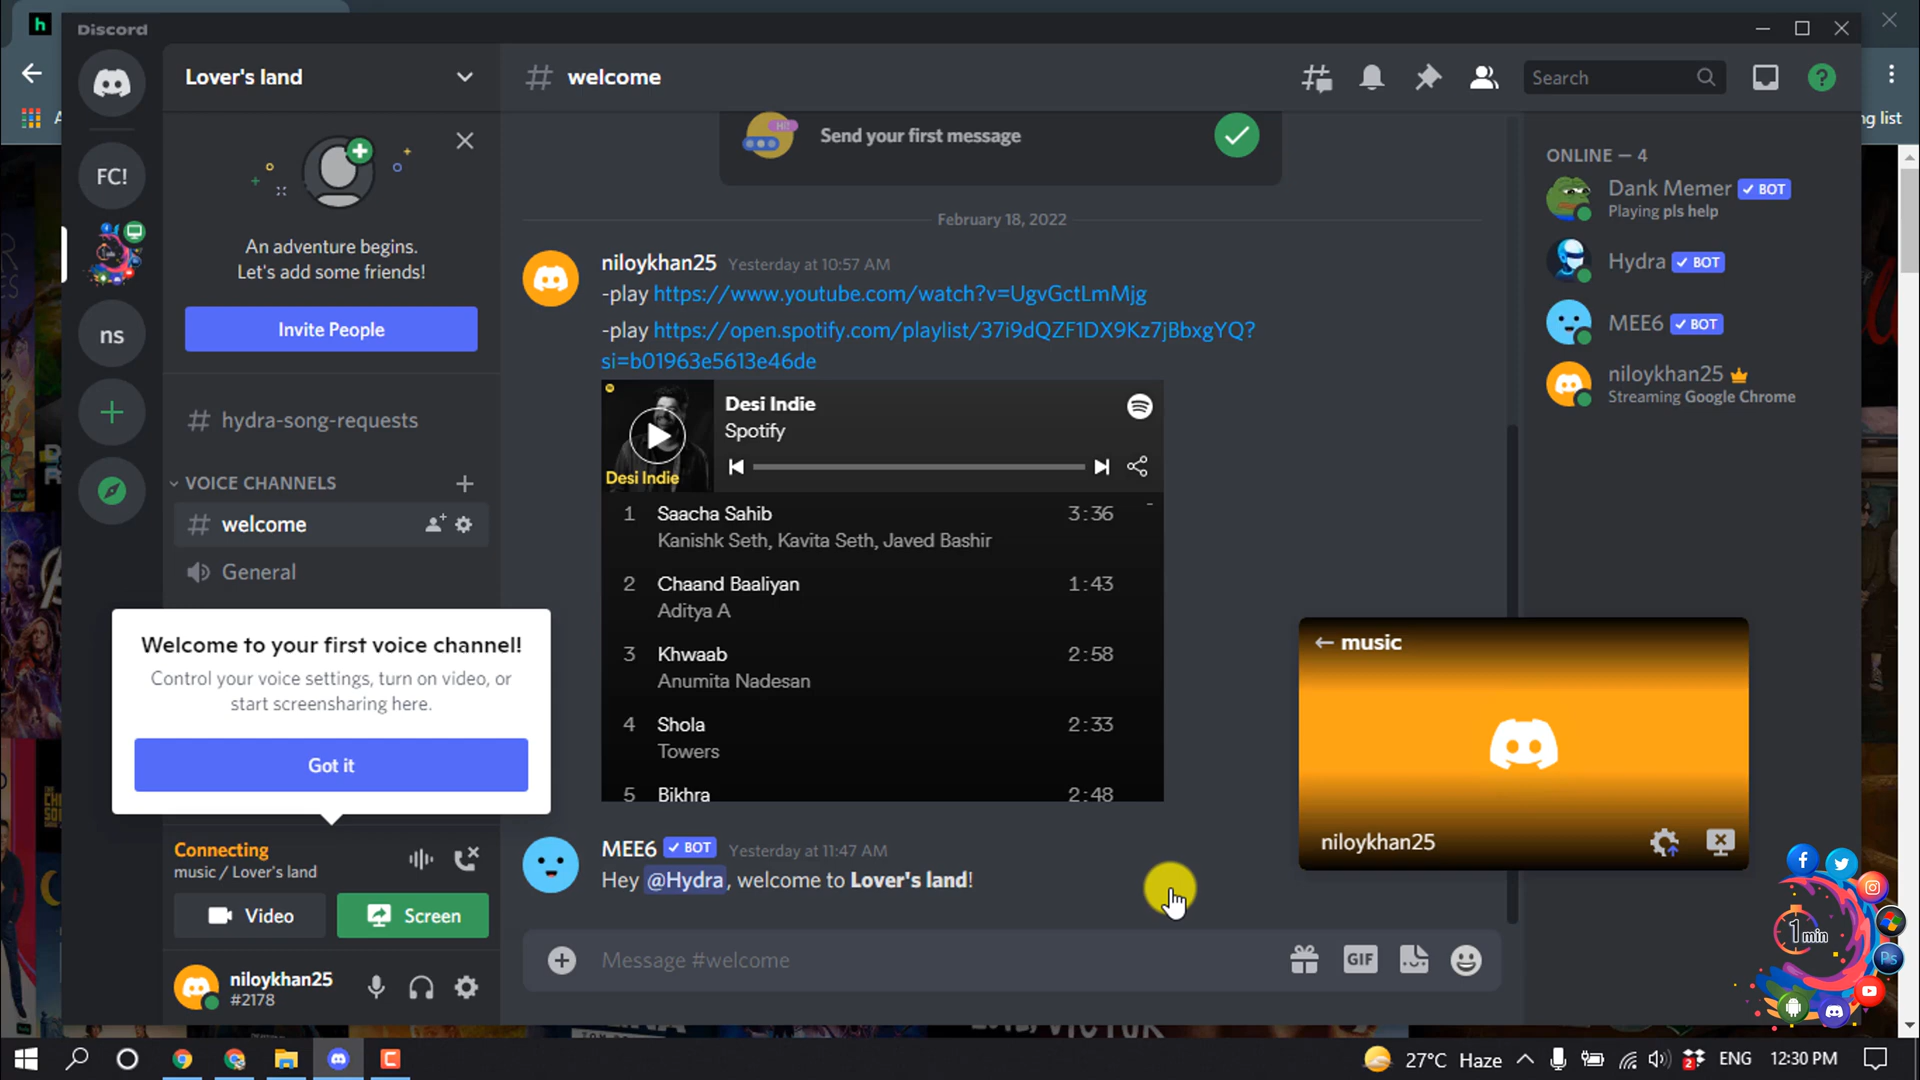 Discord
h
Lover's land
welcome
Search
ng list
FC!
ns
An adventure begins.
Let's add some friends!
Invite People
hydra-song-requests
VOICE CHANNELS
welcome
General
Welcome to your first voice channel!
Control your voice settings, turn on video, or
start screensharing here.
Got it
Connecting
music / Lover's land
Video
Screen
niloykhan25
#2178
Hi!
Send your first message
February 18, 2022
niloykhan25 Yesterday at 10:57 AM
-play https://www.youtube.com/watch?v=UgvGctLmMjg
-play https://open.spotify.com/playlist/37i9dQZF1DX9Kz7jBbxgYQ?
si=b01963e5613e46de
Desi Indie
Spotify
Desi Indie
1 Saacha Sahib 3:36
Kanishk Seth, Kavita Seth, Javed Bashir
2 Chaand Baaliyan 1:43
Aditya A
3 Khwaab 2:58
Anumita Nadesan
4 Shola 2:33
Towers
5 Bikhra 2:48
MEE6 BOT Yesterday at 11:47 AM
Hey @Hydra, welcome to Lover's land!
Message #welcome
GIF
ONLINE — 4
Dank Memer BOT
Playing pls help
Hydra BOT
MEE6 BOT
niloykhan25
Streaming Google Chrome
music
niloykhan25
1 min
Ps
27°C Haze
2
ENG
12:30 PM